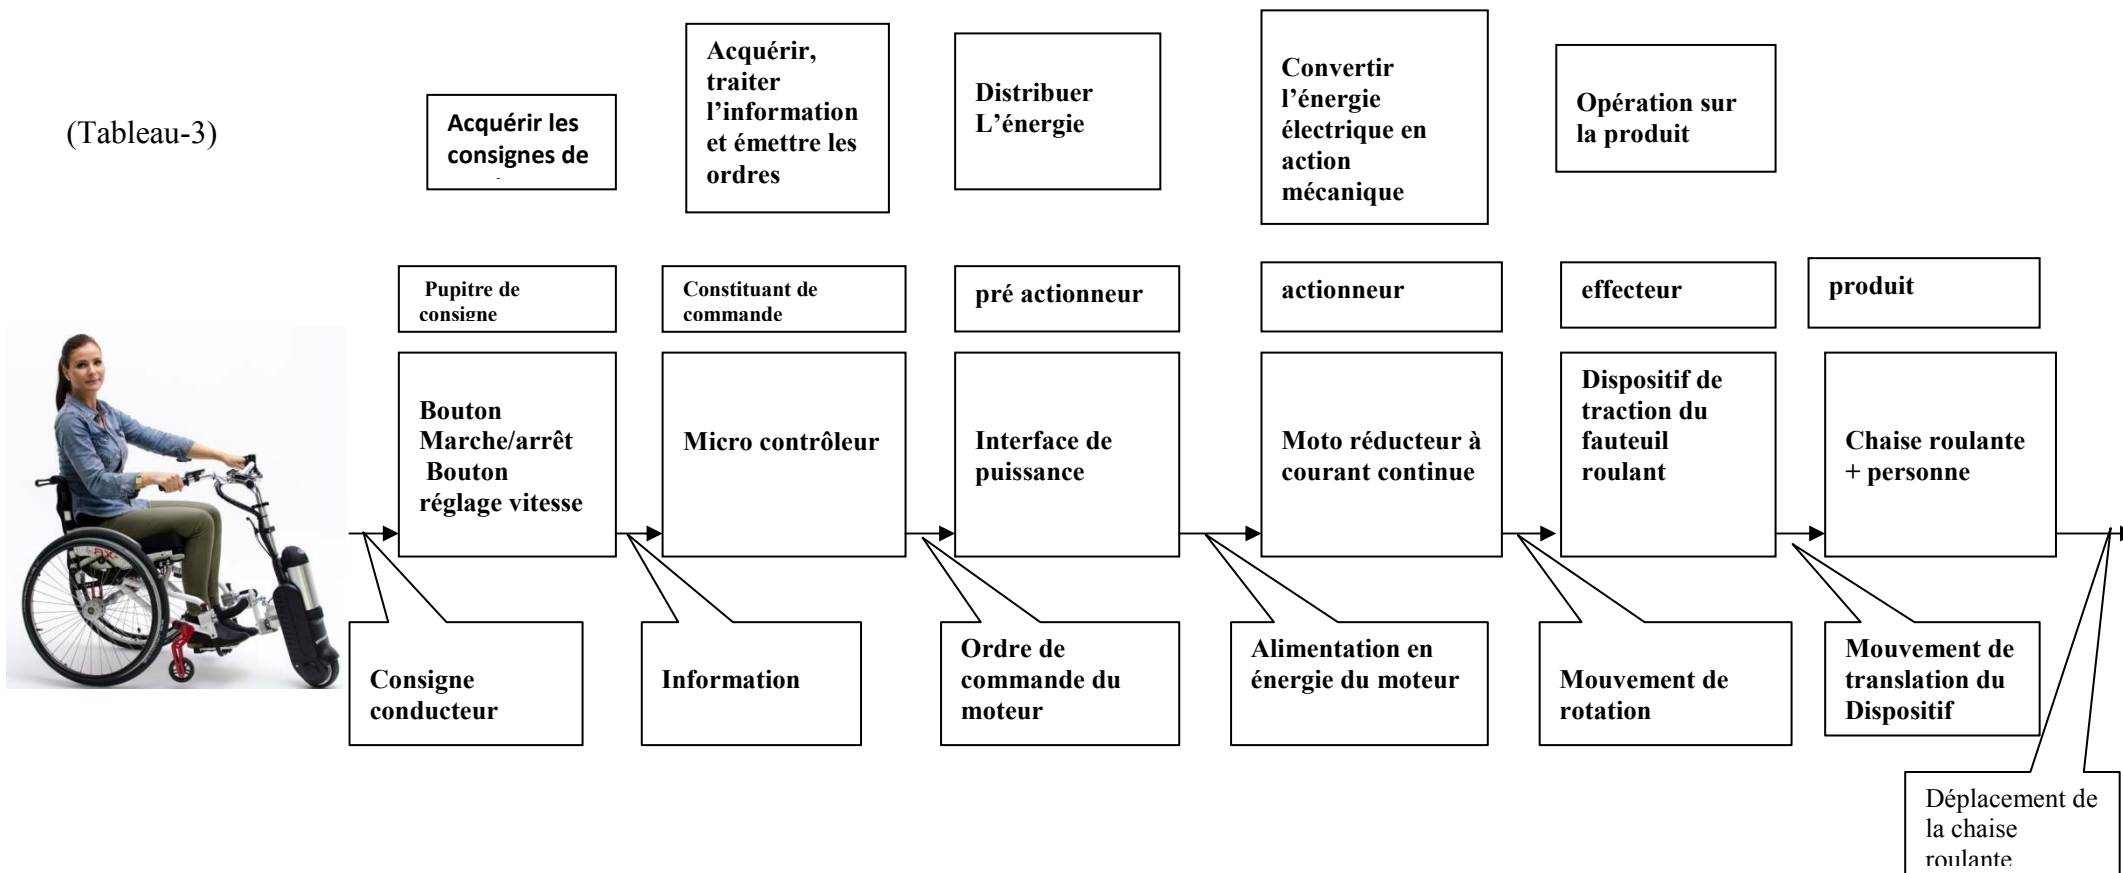 (Tableau-3)
Acquérir les
consignes de
Acquérir,
traiter
l’information
et émettre les
ordres
Distribuer
L’énergie
Convertir
l’énergie
électrique en
action
mécanique
Opération sur
la produit
Pupitre de
consigne
Constituant de
commande
pré actionneur
actionneur
effecteur
produit
Bouton
Marche/arrêt
Bouton
réglage vitesse
Micro contrôleur
Interface de
puissance
Moto réducteur à
courant continue
Dispositif de
traction du
fauteuil
roulant
Chaise roulante
+ personne
Consigne
conducteur
Information
Ordre de
commande du
moteur
Alimentation en
énergie du moteur
Mouvement de
rotation
Mouvement de
translation du
Dispositif
Déplacement de
la chaise
roulante